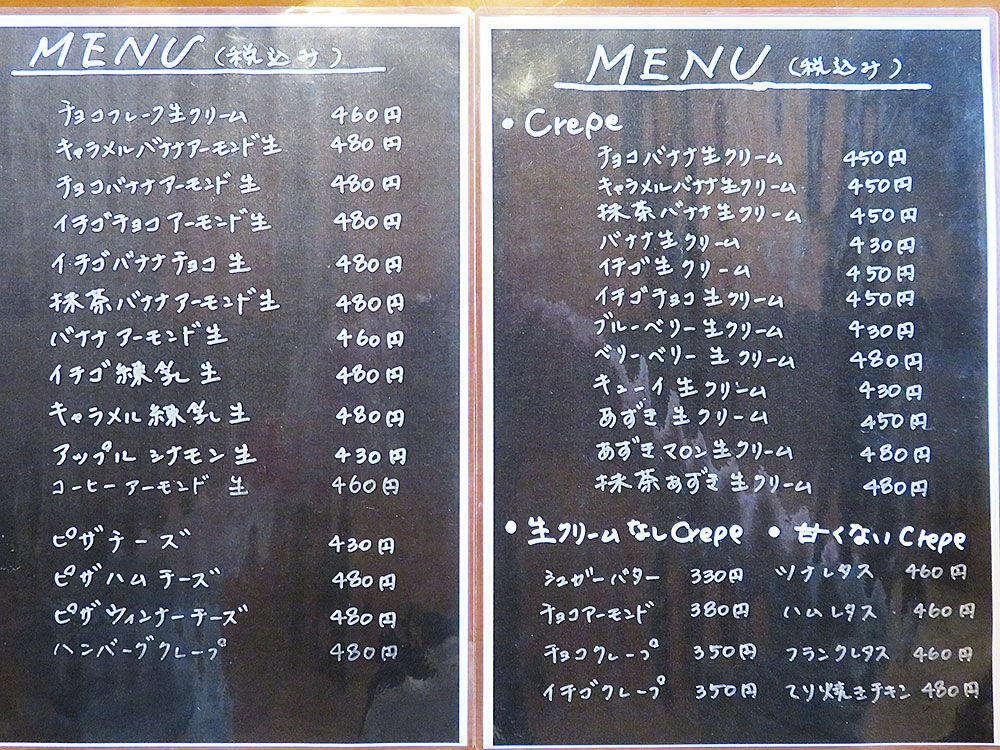 MENU (税込み)
チョコフレーク生クリーム 460円
キャラメルバナナアーモンド生 480円
チョコバナナアーモンド生 480円
イチゴチョコアーモンド生 480円
イチゴバナナチョコ生 480円
抹茶バナナアーモンド生 480円
バナナアーモンド生 460円
イチゴ練乳生 480円
キャラメル練乳生 480円
アップルシナモン生 430円
コーヒーアーモンド生 460円
ピザチーズ 430円
ピザハムチーズ 480円
ピザウィンナーチーズ 480円
ハンバーグクレープ 480円
MENU (税込み)
• Crepe
チョコバナナ生クリーム 450円
キャラメルバナナ生クリーム 450円
抹茶バナナ生クリーム 450円
バナナ生クリーム 430円
イチゴ生クリーム 450円
イチゴチョコ生クリーム 450円
ブルーベリー生クリーム 430円
ベリーベリー生クリーム 480円
キューイ生クリーム 430円
あずき生クリーム 450円
あずきマロン生クリーム 480円
抹茶あずき生クリーム 480円
• 生クリームなしCrepe
シュガーバター 330円
チョコアーモンド 380円
チョコクレープ 350円
イチゴクレープ 350円
• 甘くないCrepe
ツナレタス 460円
ハムレタス 460円
フランクレタス 460円
てリ焼きチキン 480円